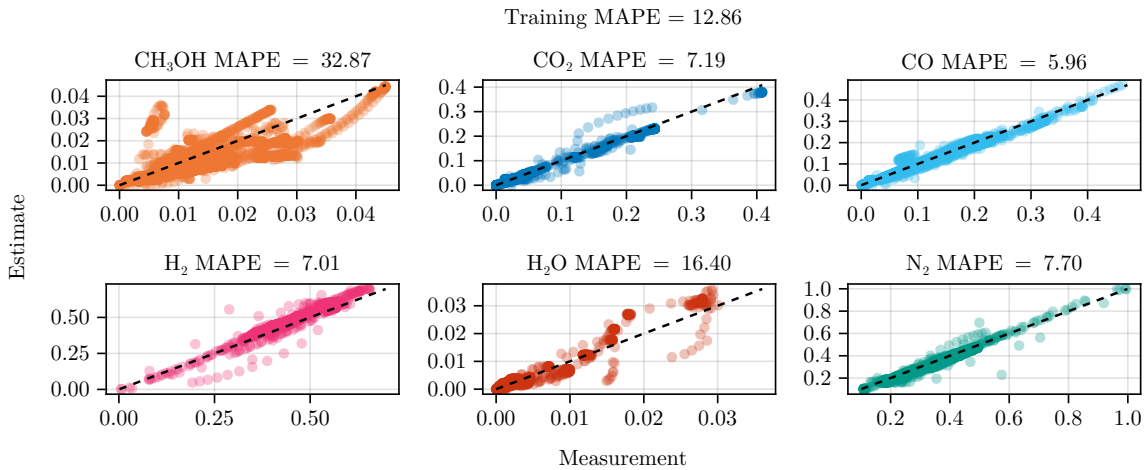 Training MAPE = 12.86
CH₃OH MAPE = 32.87
CO₂ MAPE = 7.19
CO MAPE = 5.96
0.04
0.03
0.02
0.01
0.00
0.00 0.01 0.02 0.03 0.04
0.4
0.3
0.2
0.1
0.0
0.0 0.1 0.2 0.3 0.4
0.4
0.3
0.2
0.1
0.0
0.0 0.1 0.2 0.3 0.4
Estimate
H₂ MAPE = 7.01
H₂O MAPE = 16.40
N₂ MAPE = 7.70
0.50
0.25
0.00
0.00 0.25 0.50
0.03
0.02
0.01
0.00
0.00 0.01 0.02 0.03
1.0
0.8
0.6
0.4
0.2
0.2 0.4 0.6 0.8 1.0
Measurement